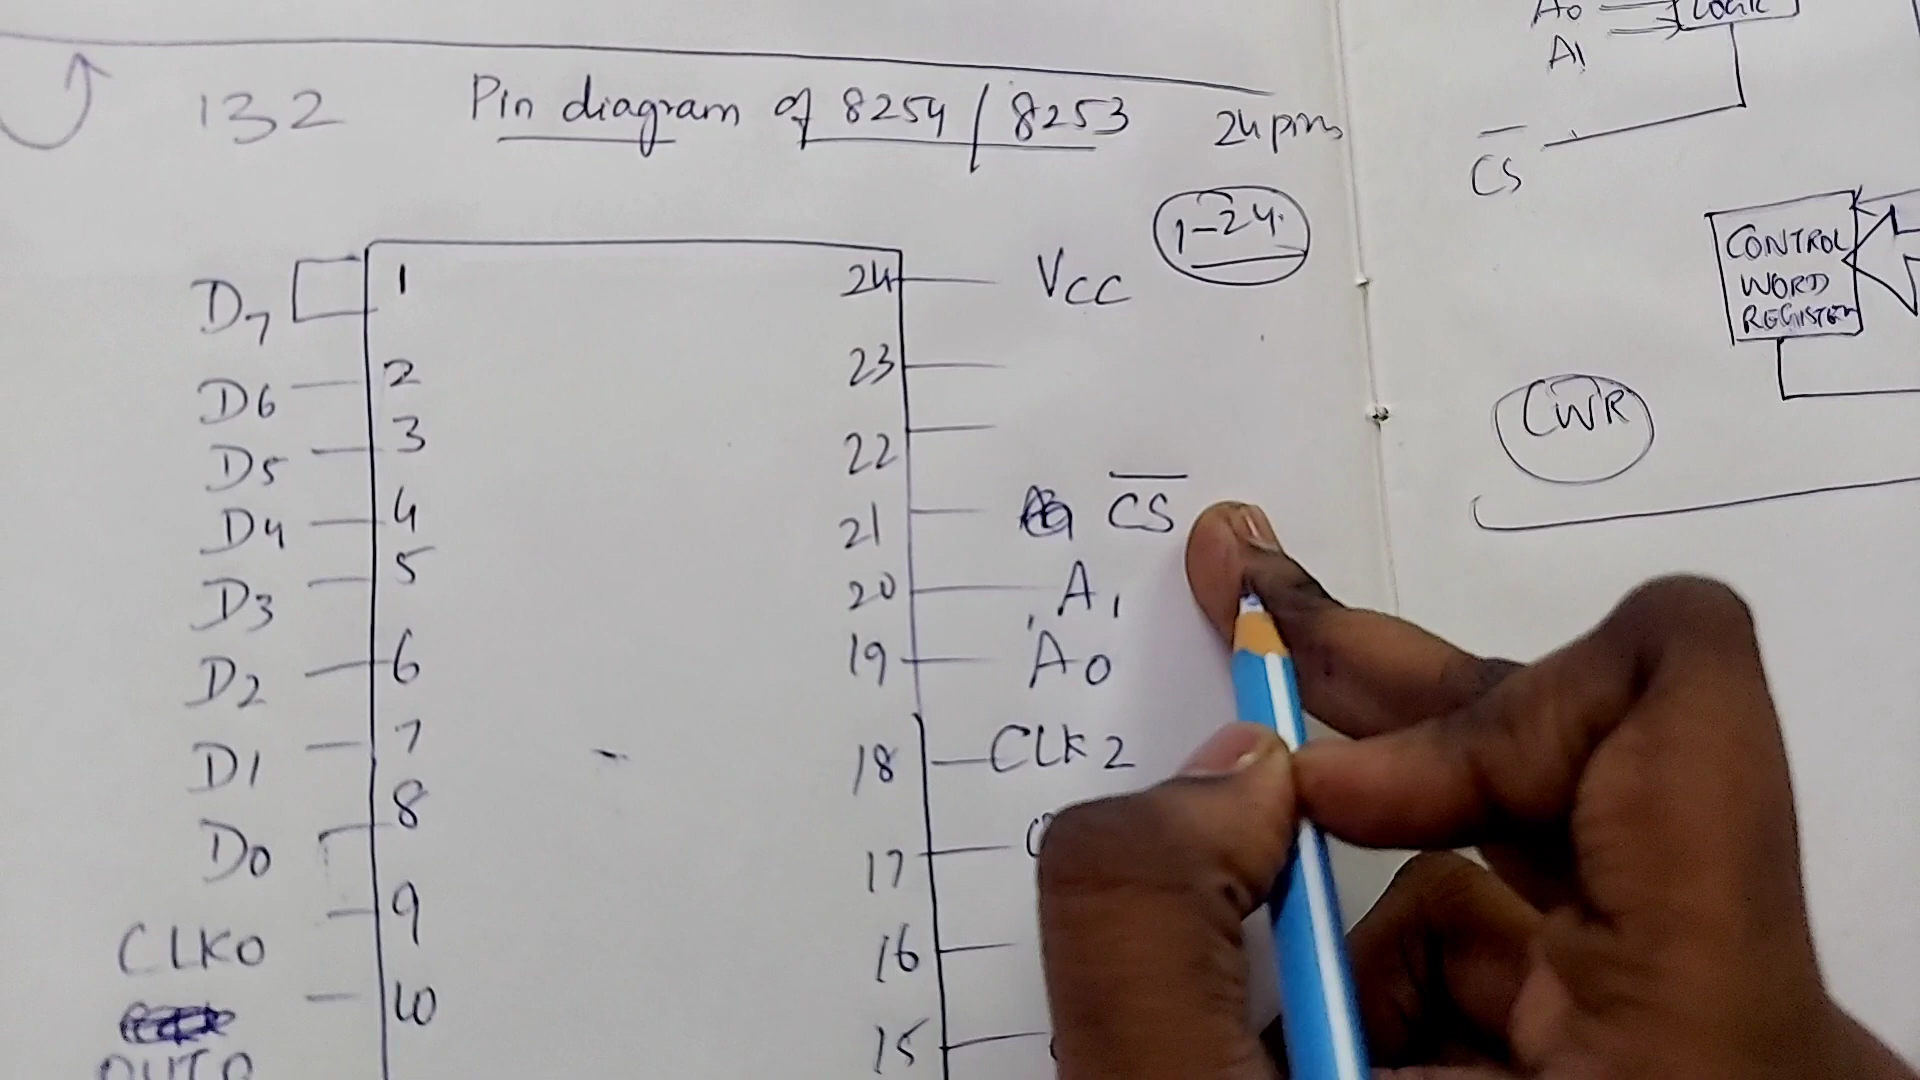 132 Pin diagram of 8254 / 8253 24 pins
1-24.
D7 1 24 VCC
23
D6 2
D5 3 22
D4 4 21 CS
5
D3 20 A1
D2 6 19 A0
D1 7 18 CLK2
8
D0 17
CLK0 9 16
10
15
OUT0
A0 LOGIC
A1
CS
CONTROL
WORD
REGISTER
CWR